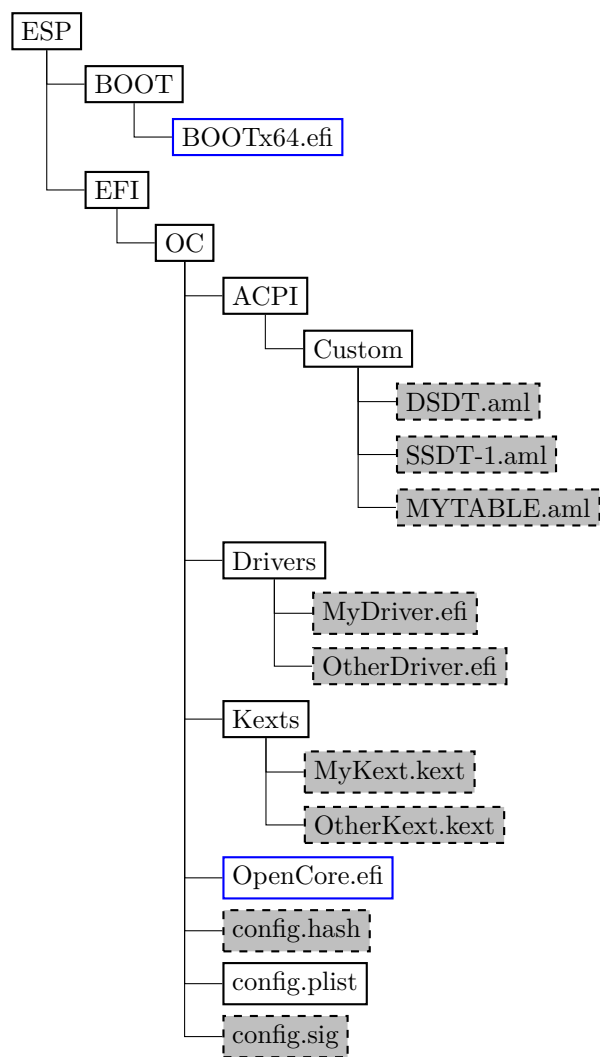 ESP
BOOT
BOOTx64.efi
EFI
OC
ACPI
Custom
DSDT.aml
SSDT-1.aml
MYTABLE.aml
Drivers
MyDriver.efi
OtherDriver.efi
Kexts
MyKext.kext
OtherKext.kext
OpenCore.efi
config.hash
config.plist
config.sig